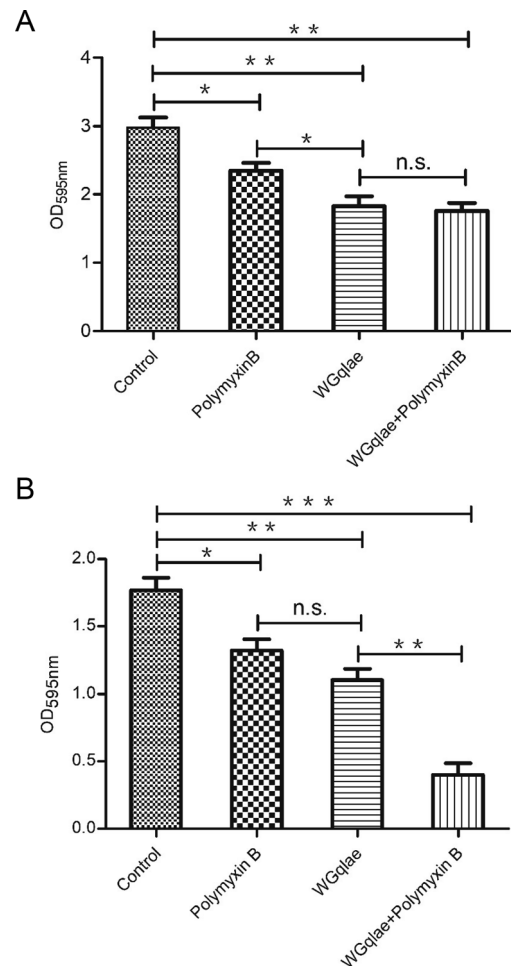 A
* *
* *
*
*
n.s.
4
3
2
1
0
OD595nm
Control
PolymyxinB
WGqlae
WGqlae+PolymyxinB
B
* * *
* *
*
n.s.
* *
2.0
1.5
1.0
0.5
0.0
OD595nm
Control
Polymyxin B
WGqlae
WGqlae+Polymyxin B